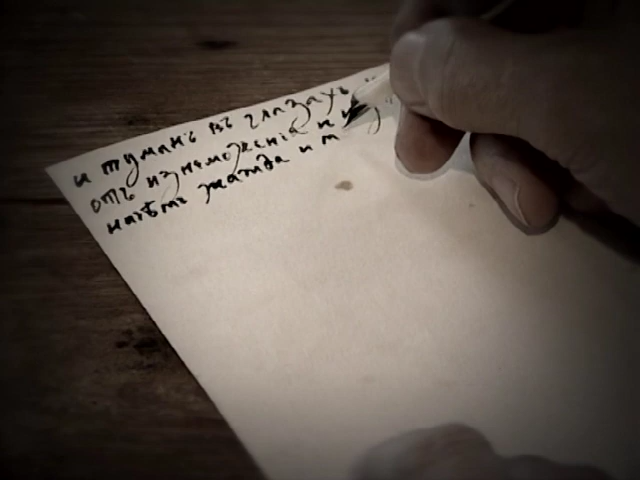 и туманъ въ глазахъ
отъ изнеможенія и
жажда и т